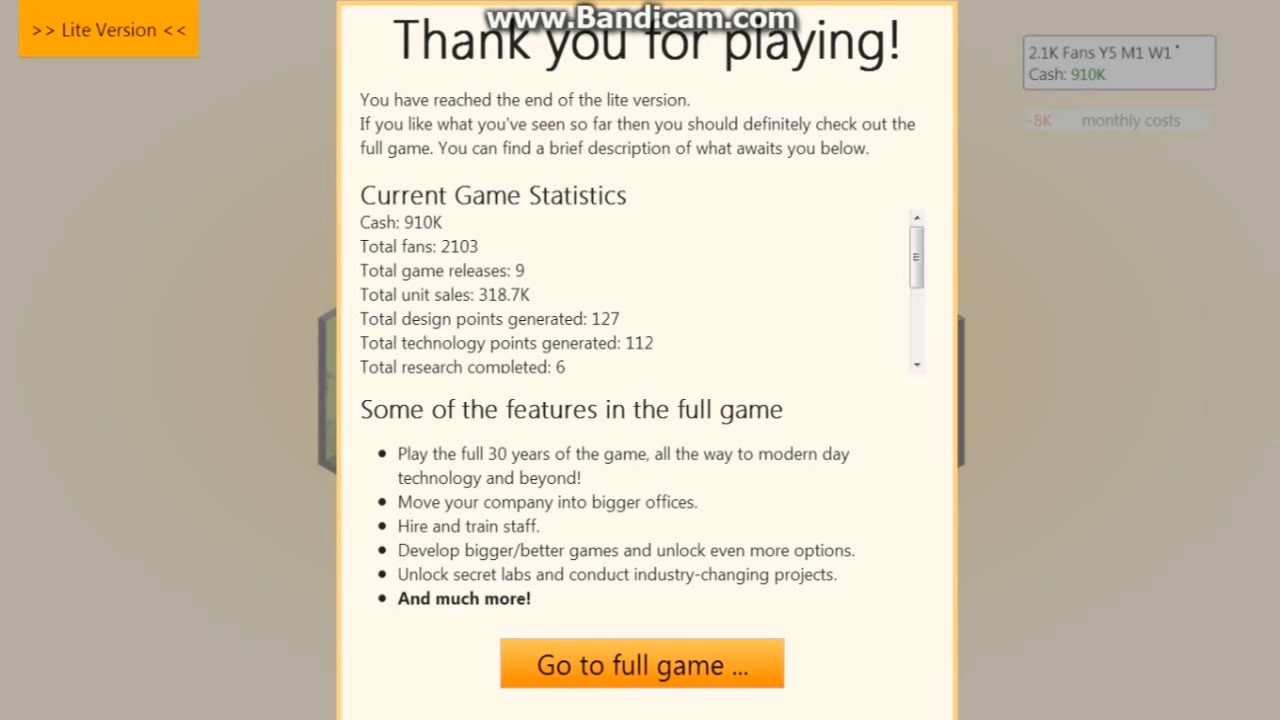 www.Bandicam.com
>> Lite Version <<
Thank you for playing!
2.1K Fans Y5 M1 W1
Cash: 910K
-8K monthly costs
You have reached the end of the lite version.
If you like what you've seen so far then you should definitely check out the
full game. You can find a brief description of what awaits you below.
Current Game Statistics
Cash: 910K
Total fans: 2103
Total game releases: 9
Total unit sales: 318.7K
Total design points generated: 127
Total technology points generated: 112
Total research completed: 6
Some of the features in the full game
• Play the full 30 years of the game, all the way to modern day
technology and beyond!
• Move your company into bigger offices.
• Hire and train staff.
• Develop bigger/better games and unlock even more options.
• Unlock secret labs and conduct industry-changing projects.
• And much more!
Go to full game ...